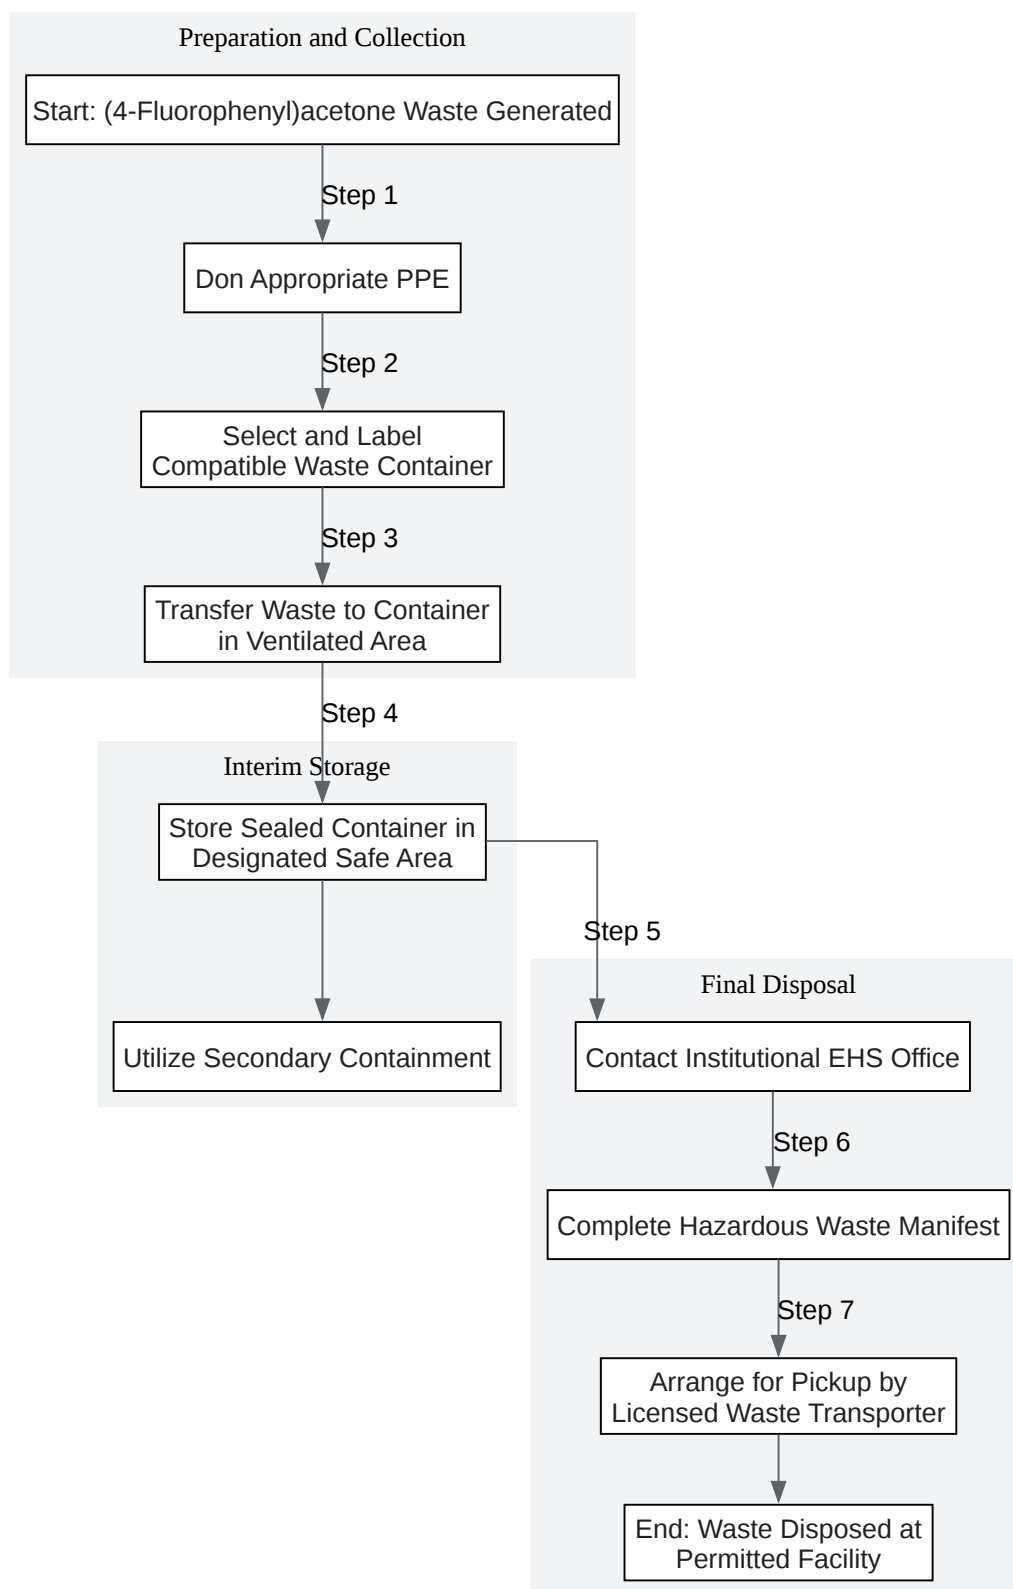 Preparation and Collection
Start: (4-Fluorophenyl)acetone Waste Generated
Step 1
Don Appropriate PPE
Step 2
Select and Label
Compatible Waste Container
Step 3
Transfer Waste to Container
in Ventilated Area
Step 4
Interim Storage
Store Sealed Container in
Designated Safe Area
Step 5
Utilize Secondary Containment
Final Disposal
Contact Institutional EHS Office
Step 6
Complete Hazardous Waste Manifest
Step 7
Arrange for Pickup by
Licensed Waste Transporter
End: Waste Disposed at
Permitted Facility